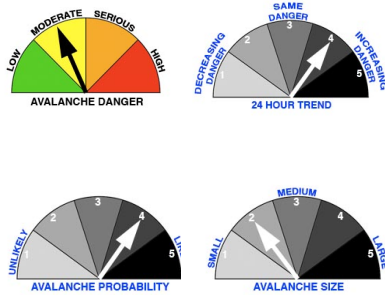 LOW
MODERATE
SERIOUS
HIGH
AVALANCHE DANGER
DECREASING
DANGER
SAME
DANGER
INCREASING
DANGER
1
2
3
4
5
24 HOUR TREND
UNLIKELY
1
2
3
4
5
AVALANCHE PROBABILITY
SMALL
MEDIUM
LARGE
1
2
3
4
5
AVALANCHE SIZE